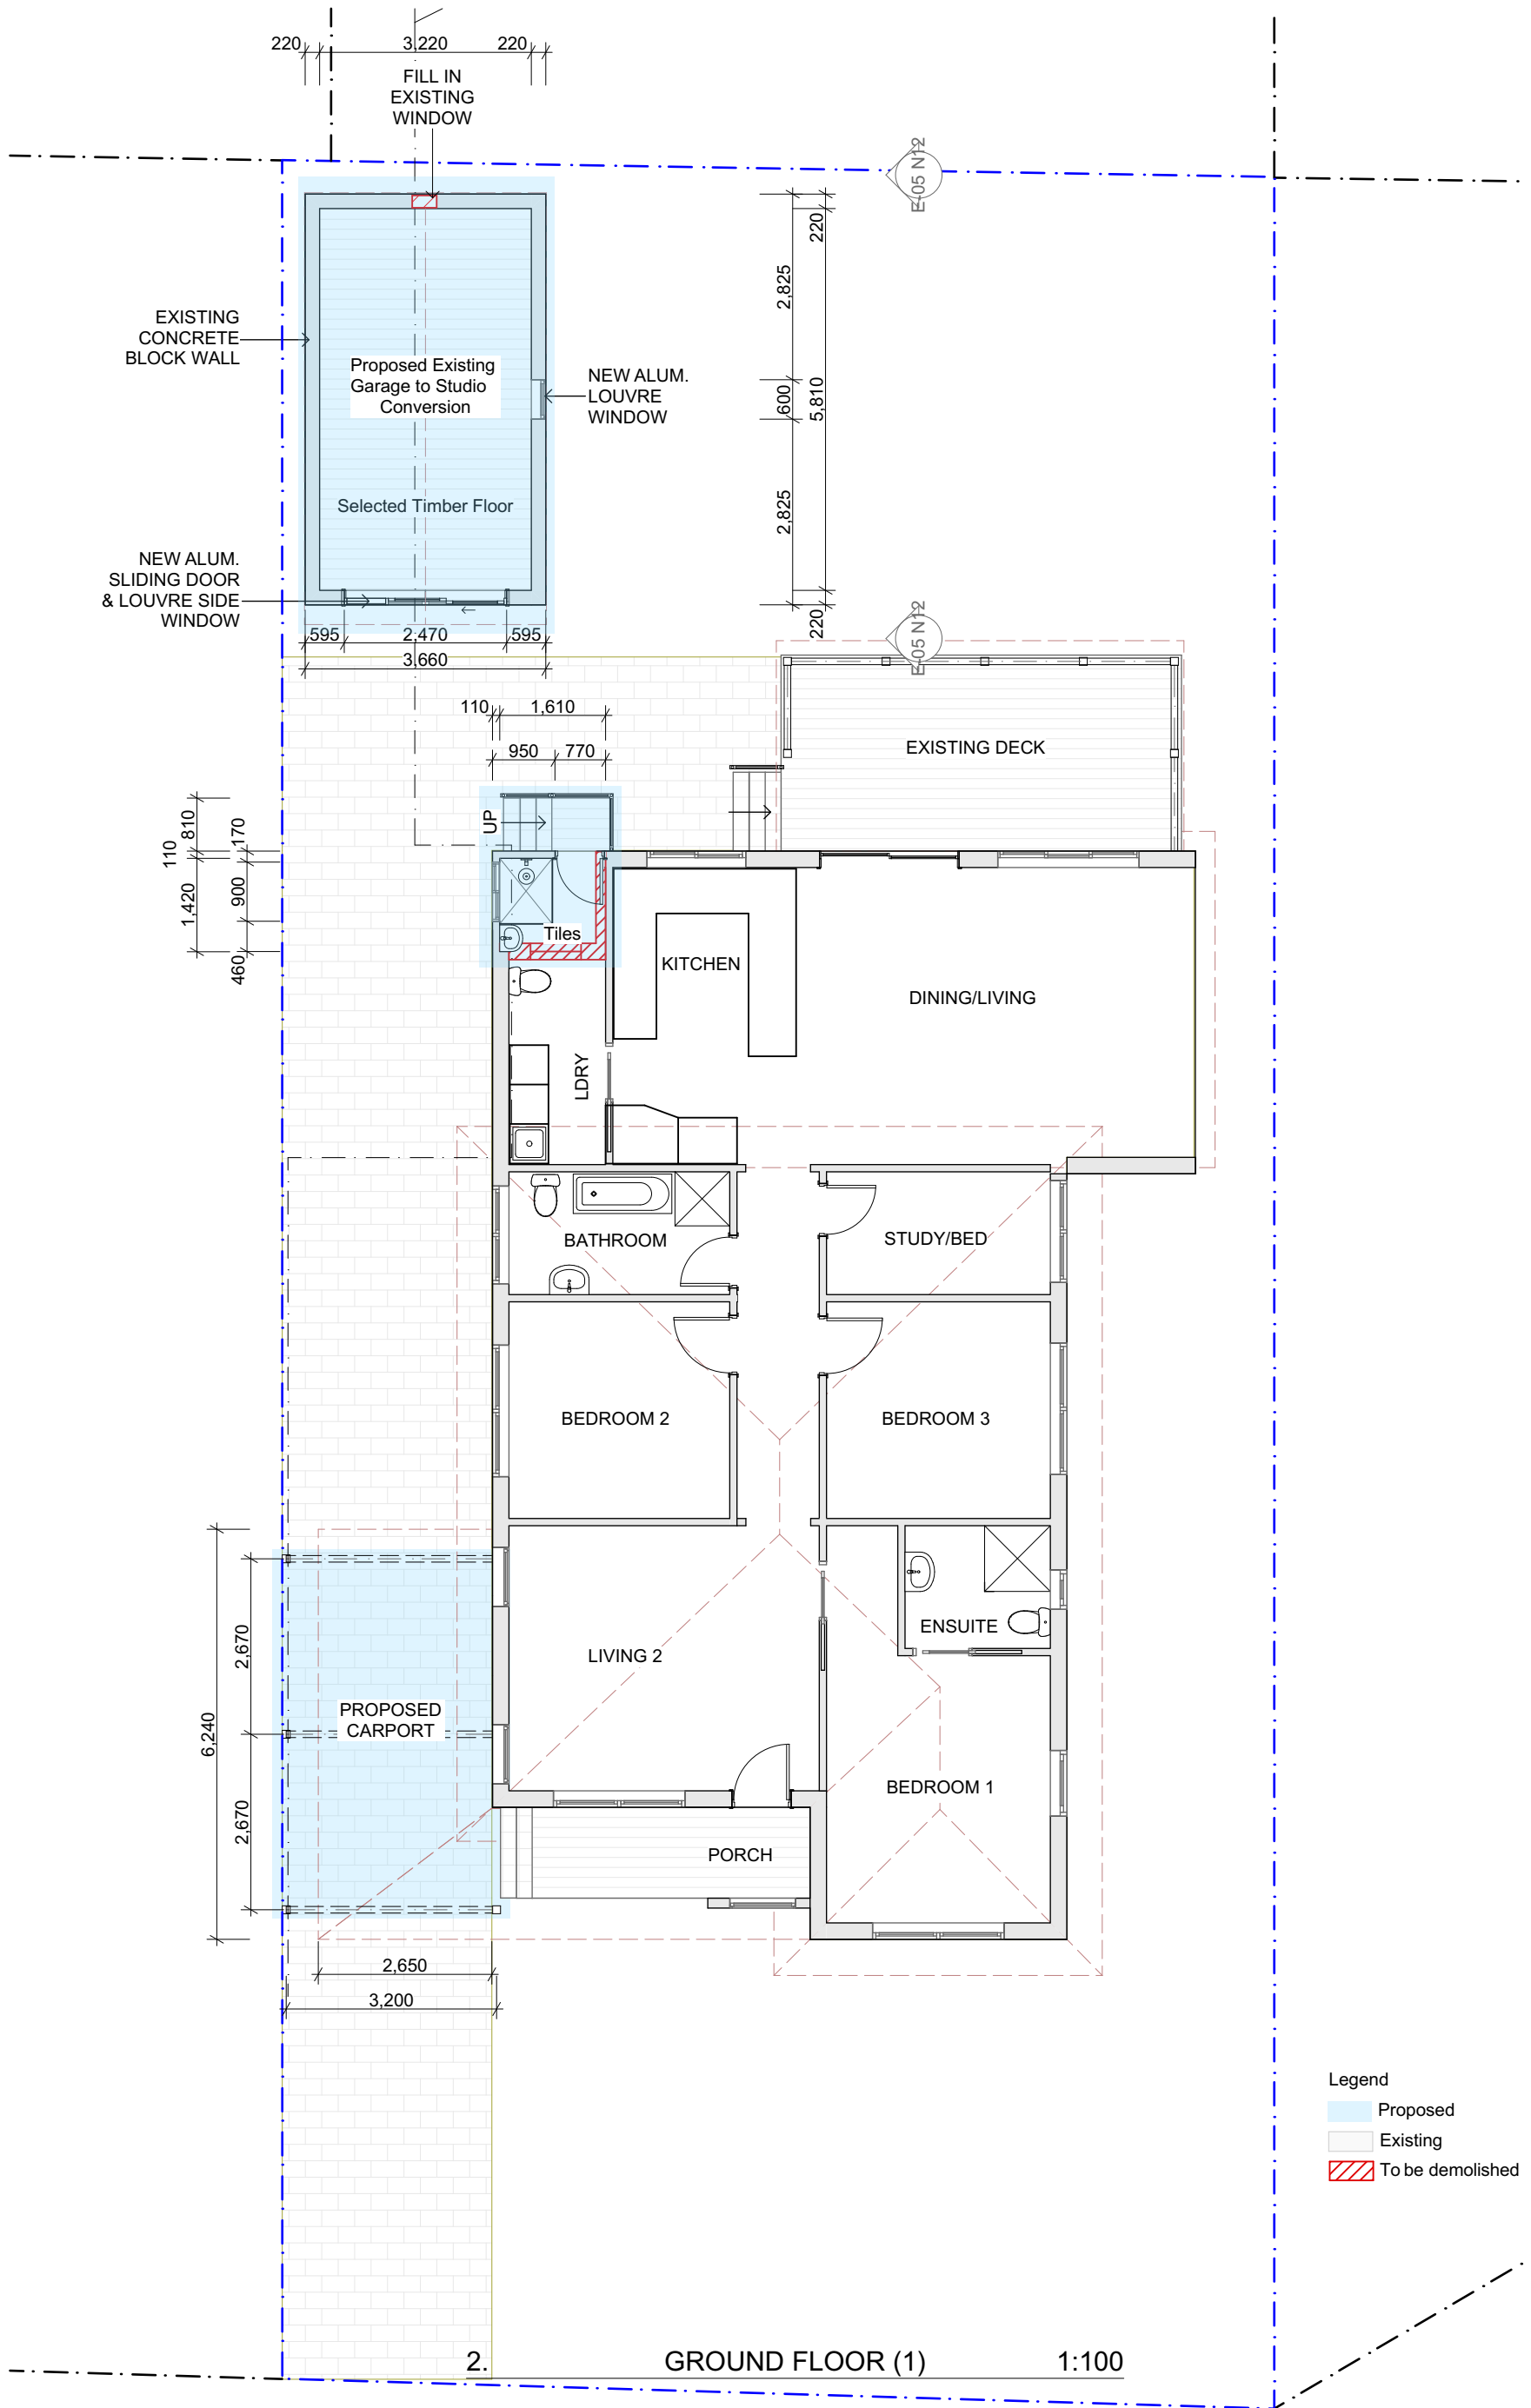 220
3,220
220
FILL IN
EXISTING
WINDOW
E-05 N12
220
2,825
EXISTING
CONCRETE
BLOCK WALL
Proposed Existing
Garage to Studio
Conversion
NEW ALUM.
LOUVRE
WINDOW
600
5,810
Selected Timber Floor
2,825
NEW ALUM.
SLIDING DOOR
& LOUVRE SIDE
WINDOW
220
E-05 N12
595
2,470
595
3,660
110
1,610
950
770
EXISTING DECK
UP
810
170
110
900
1,420
460
Tiles
KITCHEN
DINING/LIVING
LDRY
BATHROOM
STUDY/BED
BEDROOM 2
BEDROOM 3
ENSUITE
LIVING 2
2,670
6,240
PROPOSED
CARPORT
2,670
BEDROOM 1
PORCH
2,650
3,200
Legend
Proposed
Existing
To be demolished
2. GROUND FLOOR (1) 1:100